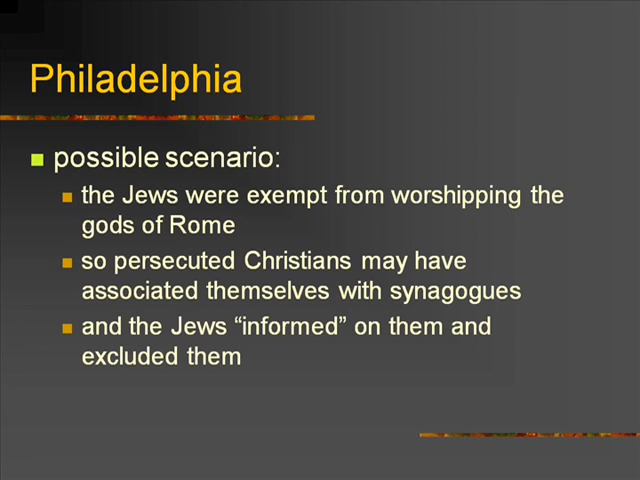 Philadelphia
possible scenario:
the Jews were exempt from worshipping the
gods of Rome
so persecuted Christians may have
associated themselves with synagogues
and the Jews “informed” on them and
excluded them